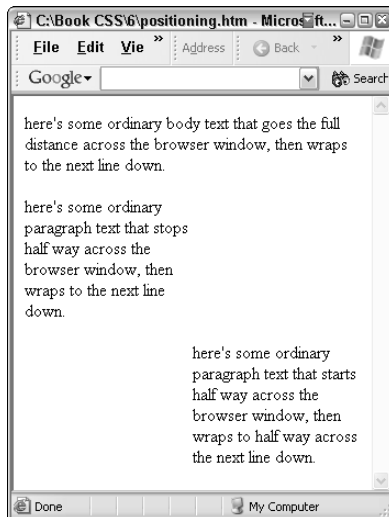 C:\Book CSS\6\positioning.htm - Micros ft...
File Edit Vie » Address Back »
Google Search
here's some ordinary body text that goes the full
distance across the browser window, then wraps
to the next line down.
here's some ordinary
paragraph text that stops
half way across the
browser window, then
wraps to the next line
down.
here's some ordinary
paragraph text that starts
half way across the
browser window, then
wraps to half way across
the next line down.
Done My Computer